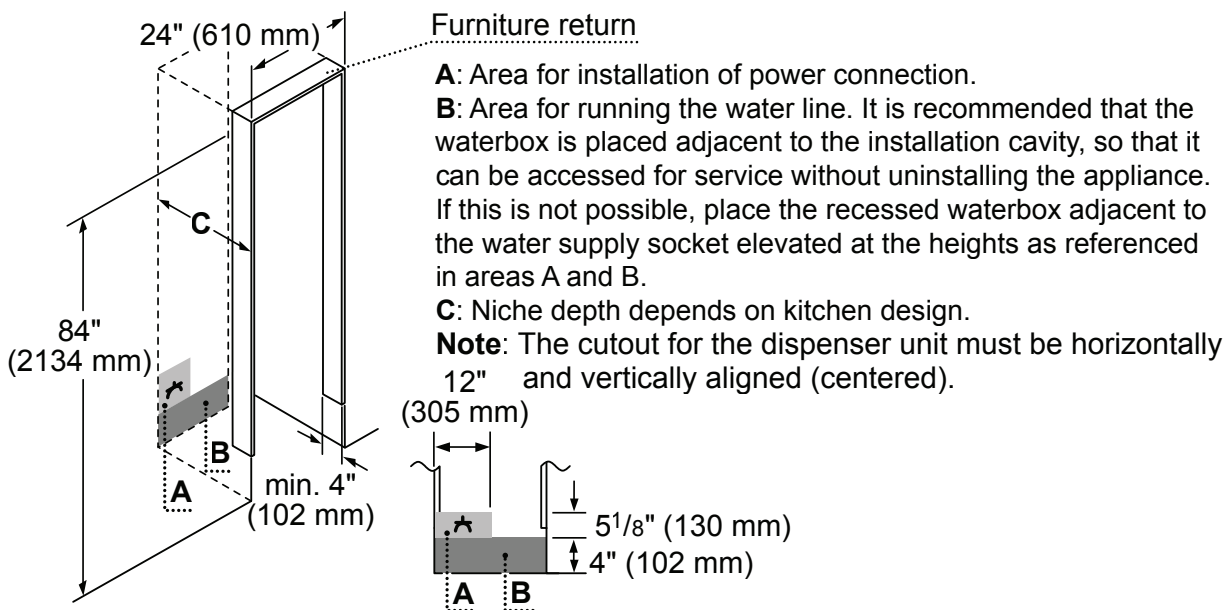 24" (610 mm)
Furniture return
A: Area for installation of power connection.
B: Area for running the water line. It is recommended that the
waterbox is placed adjacent to the installation cavity, so that it
can be accessed for service without uninstalling the appliance.
If this is not possible, place the recessed waterbox adjacent to
the water supply socket elevated at the heights as referenced
in areas A and B.
C: Niche depth depends on kitchen design.
Note: The cutout for the dispenser unit must be horizontally
and vertically aligned (centered).
C
84"
(2134 mm)
B
A
min. 4"
(102 mm)
12"
(305 mm)
5 1/8" (130 mm)
4" (102 mm)
A
B